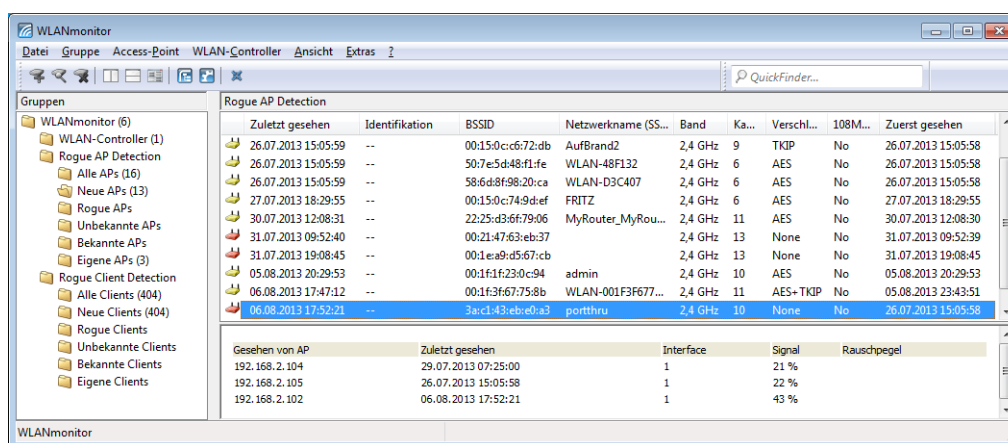 WLANmonitor
Datei Gruppe Access-Point WLAN-Controller Ansicht Extras ?
QuickFinder...
Gruppen
WLANmonitor (6)
WLAN-Controller (1)
Rogue AP Detection
Alle APs (16)
Neue APs (13)
Rogue APs
Unbekannte APs
Bekannte APs
Eigene APs (3)
Rogue Client Detection
Alle Clients (404)
Neue Clients (404)
Rogue Clients
Unbekannte Clients
Bekannte Clients
Eigene Clients
Rogue AP Detection
Zuletzt gesehen Identifikation BSSID Netzwerkname (SS... Band Ka... Verschl... 108M... Zuerst gesehen
26.07.2013 15:05:59 -- 00:15:0c:c6:72:db AufBrand2 2,4 GHz 9 TKIP No 26.07.2013 15:05:58
26.07.2013 15:05:59 -- 50:7e:5d:48:f1:fe WLAN-48F132 2,4 GHz 6 AES No 26.07.2013 15:05:58
26.07.2013 15:05:59 -- 58:6d:8f:98:20:ca WLAN-D3C407 2,4 GHz 6 AES No 26.07.2013 15:05:58
27.07.2013 18:29:55 -- 00:15:0c:74:9d:ef FRITZ 2,4 GHz 6 AES No 27.07.2013 18:29:55
30.07.2013 12:08:31 -- 22:25:d3:6f:79:06 MyRouter_MyRou... 2,4 GHz 11 AES No 30.07.2013 12:08:30
31.07.2013 09:52:40 -- 00:21:47:63:eb:37 2,4 GHz 13 None No 31.07.2013 09:52:39
31.07.2013 19:08:45 -- 00:1e:a9:d5:67:cb 2,4 GHz 13 None No 31.07.2013 19:08:45
05.08.2013 20:29:53 -- 00:1f:1f:23:0c:94 admin 2,4 GHz 10 AES No 05.08.2013 20:29:53
06.08.2013 17:47:12 -- 00:1f:3f:67:75:8b WLAN-001F3F677... 2,4 GHz 11 AES+TKIP No 05.08.2013 23:43:51
06.08.2013 17:52:21 -- 3a:c1:43:eb:e0:a3 portthru 2,4 GHz 10 None No 26.07.2013 15:05:58
Gesehen von AP Zuletzt gesehen Interface Signal Rauschpegel
192.168.2.104 29.07.2013 07:25:00 1 21 %
192.168.2.105 26.07.2013 15:05:58 1 22 %
192.168.2.102 06.08.2013 17:52:21 1 43 %
WLANmonitor